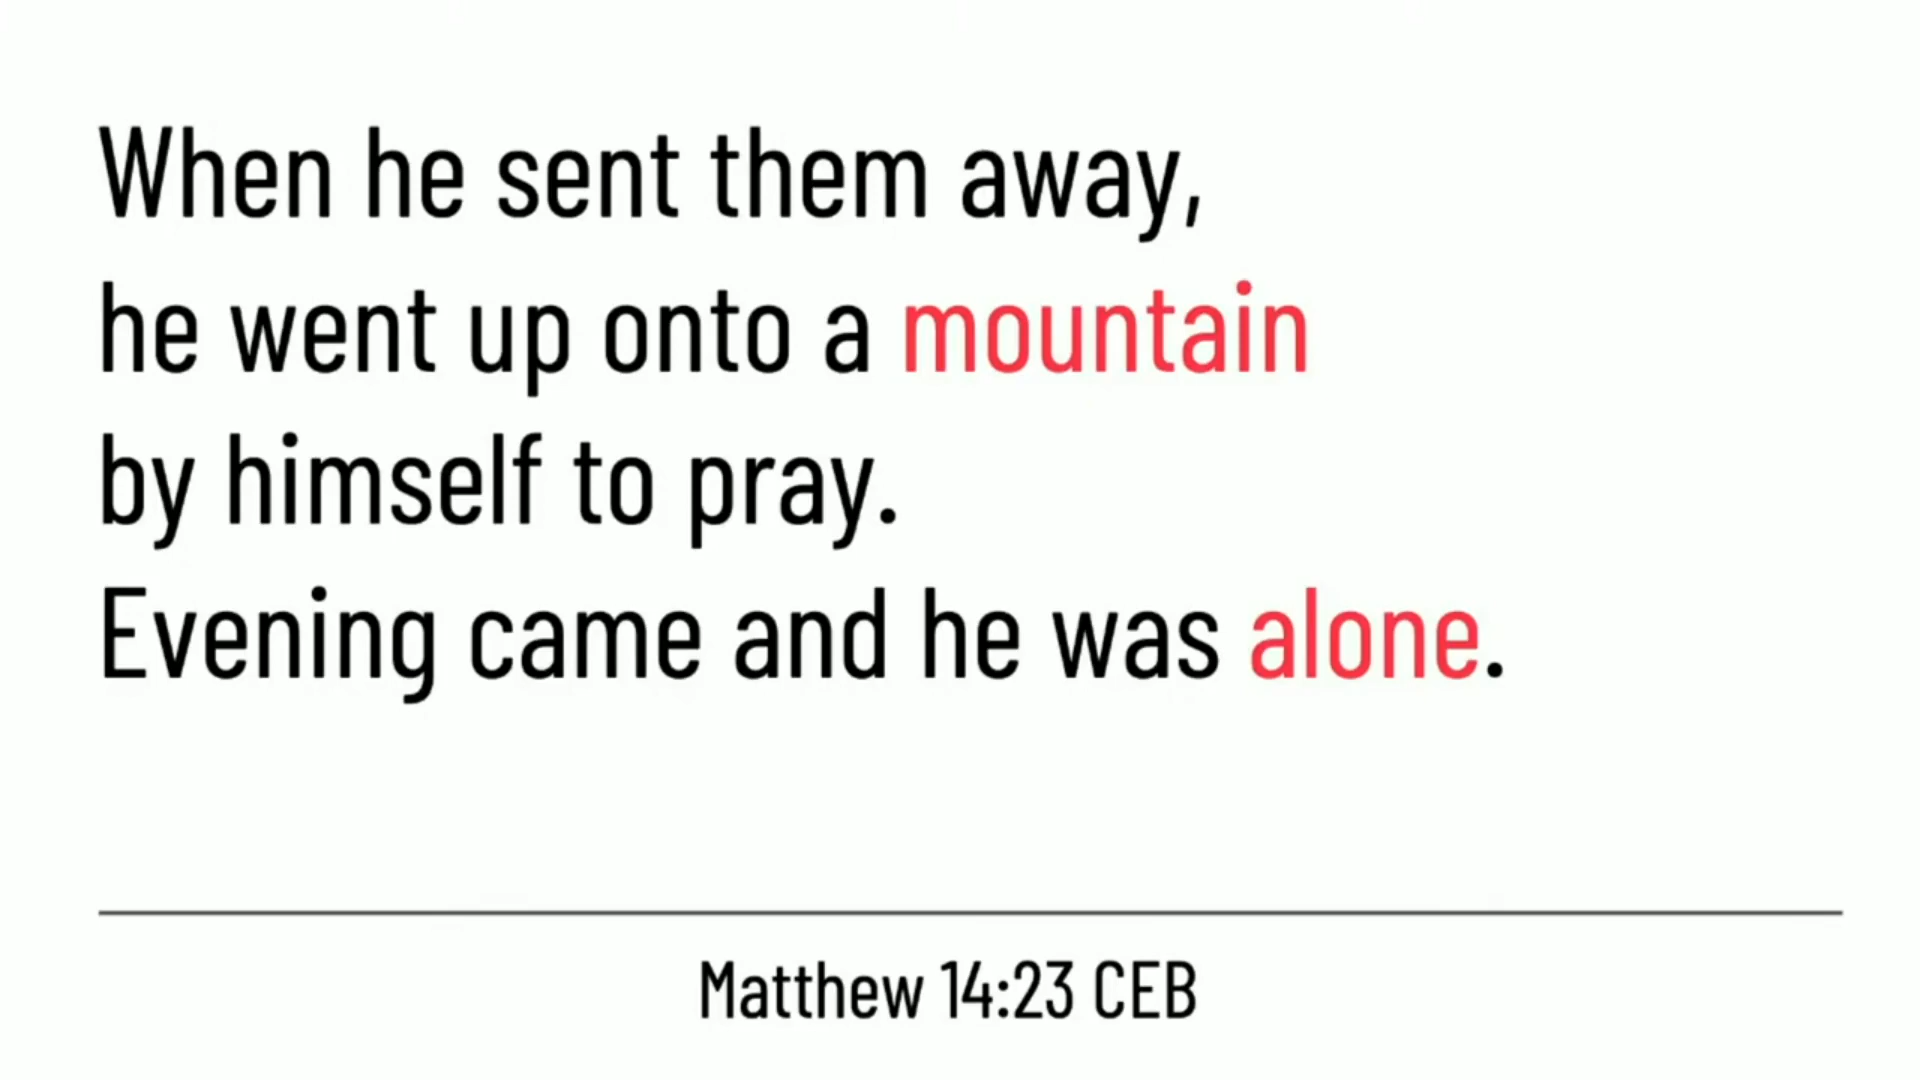 When he sent them away,
he went up onto a mountain
by himself to pray.
Evening came and he was alone.
Matthew 14:23 CEB